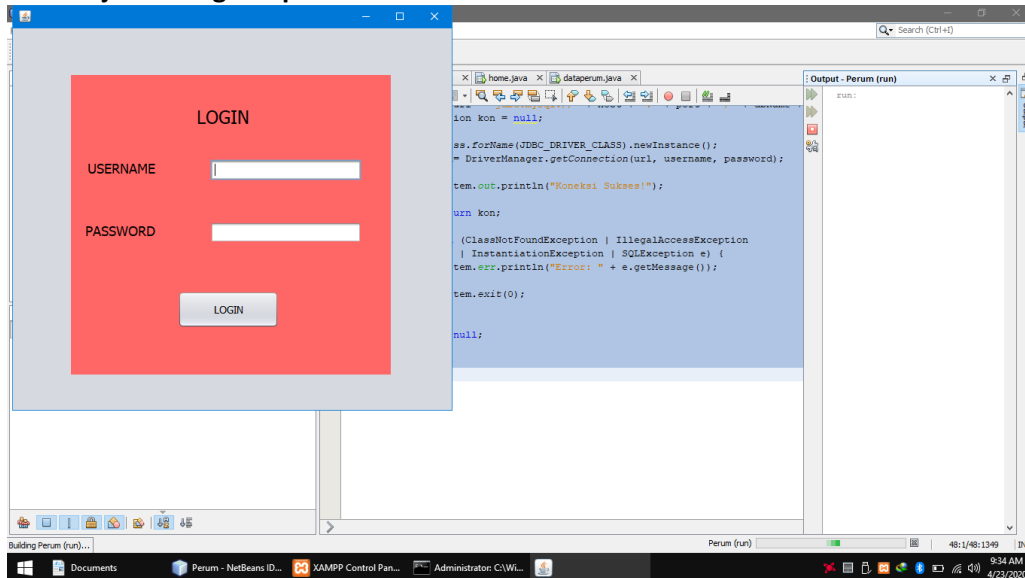 Search (Ctrl+I)
home.java
dataperum.java
Output - Perum (run)
run:
LOGIN
USERNAME
PASSWORD
LOGIN
ion kon = null;
ss.forName(JDBC_DRIVER_CLASS).newInstance();
= DriverManager.getConnection(url, username, password);
tem.out.println("Koneksi Sukses!");
urn kon;
(ClassNotFoundException | IllegalAccessException
| InstantiationException | SQLException e) {
tem.err.println("Error: " + e.getMessage());
tem.exit(0);
null;
Building Perum (run)...
Perum (run)
48:1/48:1349
IN
Documents
Perum - NetBeans ID...
XAMPP Control Pan...
Administrator: C:\Wi...
9:34 AM